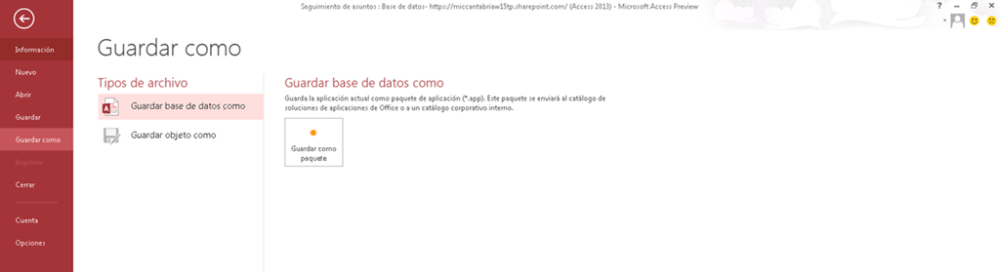 Seguimiento de asuntos : Base de datos- https://miccantabriaw15tp.sharepoint.com/ (Access 2013) - Microsoft Access Preview
?
Información
Nuevo
Abrir
Guardar
Guardar como
Imprimir
Cerrar
Cuenta
Opciones
Guardar como
Tipos de archivo
Guardar base de datos como
Guardar objeto como
Guardar base de datos como
Guarda la aplicación actual como paquete de aplicación (*.app). Este paquete se enviará al catálogo de
soluciones de aplicaciones de Office o a un catálogo corporativo interno.
Guardar como
paquete